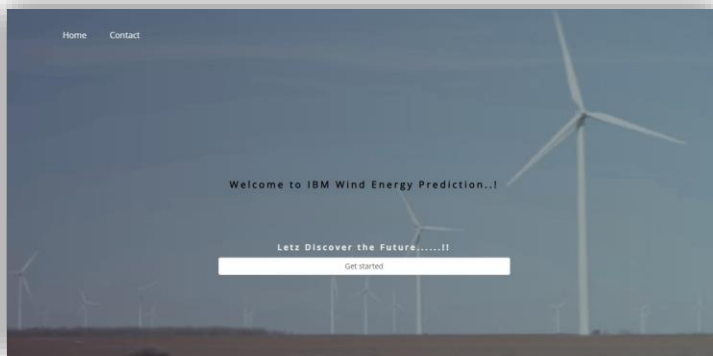 Home Contact
Welcome to IBM Wind Energy Prediction..!
Letz Discover the Future......!!
Get started